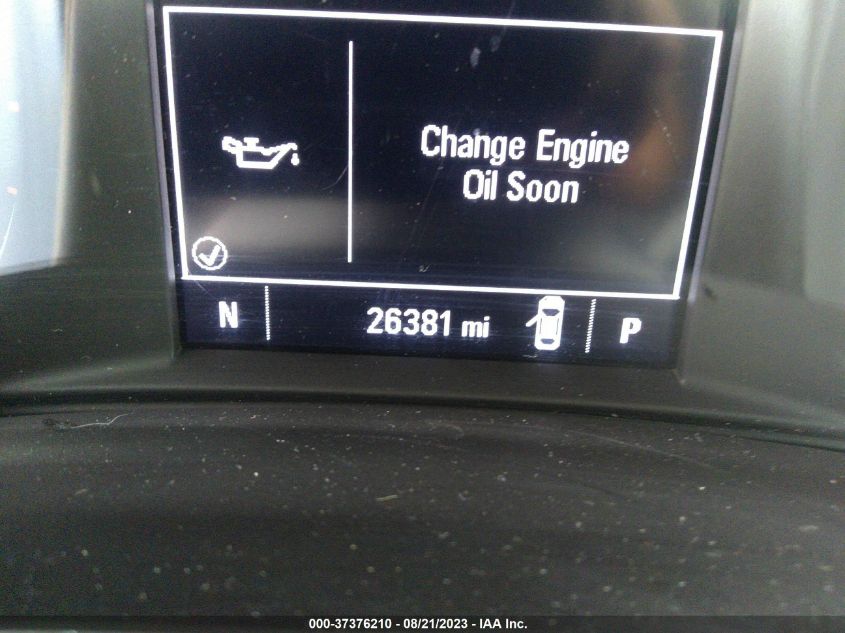 Change Engine
Oil Soon
N 26381 mi P
000-37376210 - 08/21/2023 - IAA Inc.